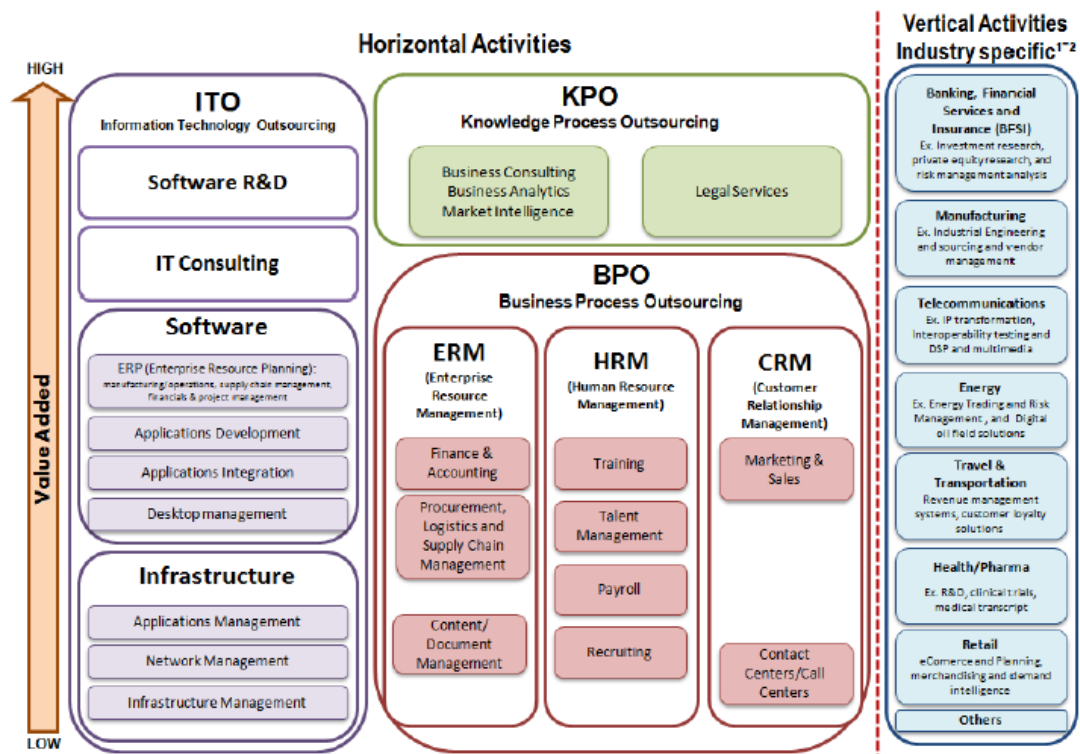 Horizontal Activities
Vertical Activities
Industry specific¹⁻²
HIGH
Value Added
LOW
ITO
Information Technology Outsourcing
Software R&D
IT Consulting
Software
ERP (Enterprise Resource Planning):
manufacturing/operations, supply chain management,
financials & project management
Applications Development
Applications Integration
Desktop management
Infrastructure
Applications Management
Network Management
Infrastructure Management
KPO
Knowledge Process Outsourcing
Business Consulting
Business Analytics
Market Intelligence
Legal Services
BPO
Business Process Outsourcing
ERM
(Enterprise
Resource
Management)
Finance &
Accounting
Procurement,
Logistics and
Supply Chain
Management
Content/
Document
Management
HRM
(Human Resource
Management)
Training
Talent
Management
Payroll
Recruiting
CRM
(Customer
Relationship
Management)
Marketing &
Sales
Contact
Centers/Call
Centers
Banking, Financial
Services and
Insurance (BFSI)
Ex. Investment research,
private equity research, and
risk management analysis
Manufacturing
Ex. Industrial Engineering
and sourcing and vendor
management
Telecommunications
Ex. IP transformation,
Interoperability testing and
DSP and multimedia
Energy
Ex. Energy Trading and Risk
Management , and Digital
oil field solutions
Travel &
Transportation
Revenue management
systems, customer loyalty
solutions
Health/Pharma
Ex. R&D, clinical trials,
medical transcript
Retail
eComerce and Planning,
merchandising and demand
intelligence
Others